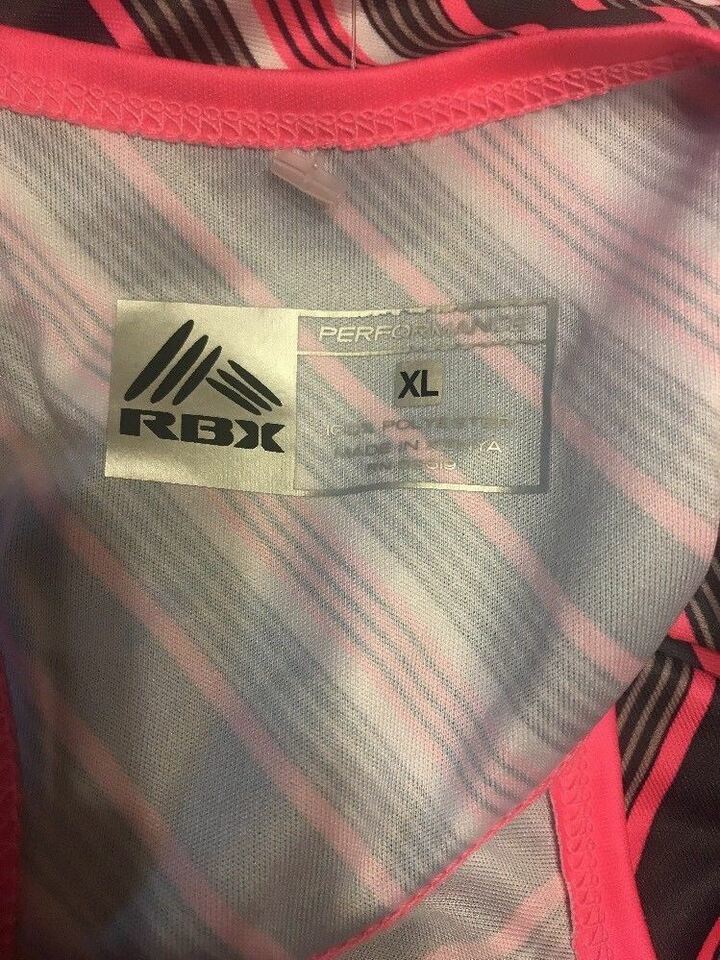 RBX
PERFORMANCE
XL
100% POLYESTER
MADE IN KENYA